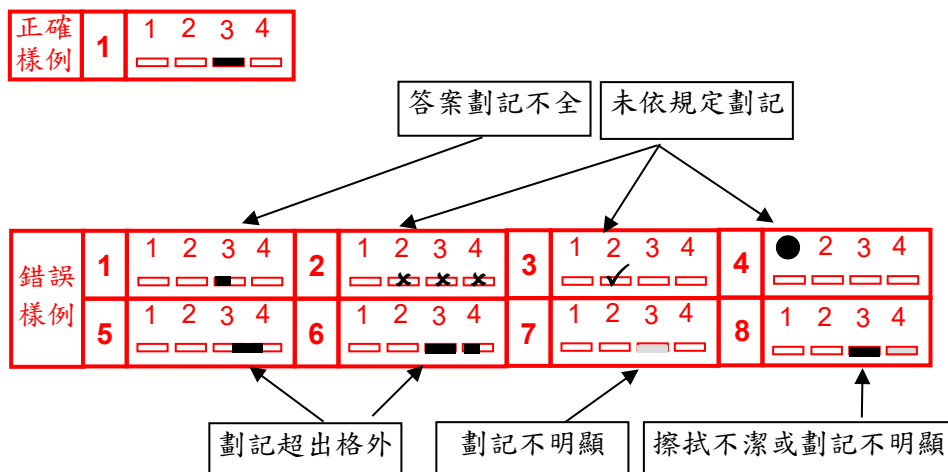 正確樣例 1 1 2 3 4
答案劃記不全 未依規定劃記
錯誤樣例
1 1 2 3 4 2 1 2 3 4 3 1 2 3 4 4 2 3 4
5 1 2 3 4 6 1 2 3 4 7 1 2 3 4 8 1 2 3 4
劃記超出格外 劃記不明顯 擦拭不潔或劃記不明顯